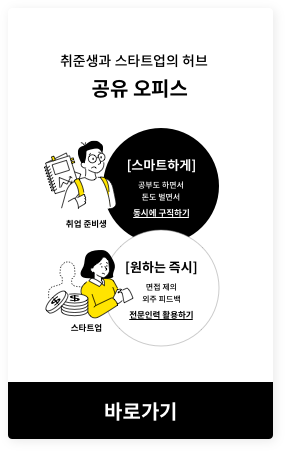 취준생과 스타트업의 허브
공유 오피스
[스마트하게]
공부도 하면서
돈도 벌면서
동시에 구직하기
취업 준비생
[원하는 즉시]
면접 제의
외주 피드백
전문인력 활용하기
스타트업
바로가기